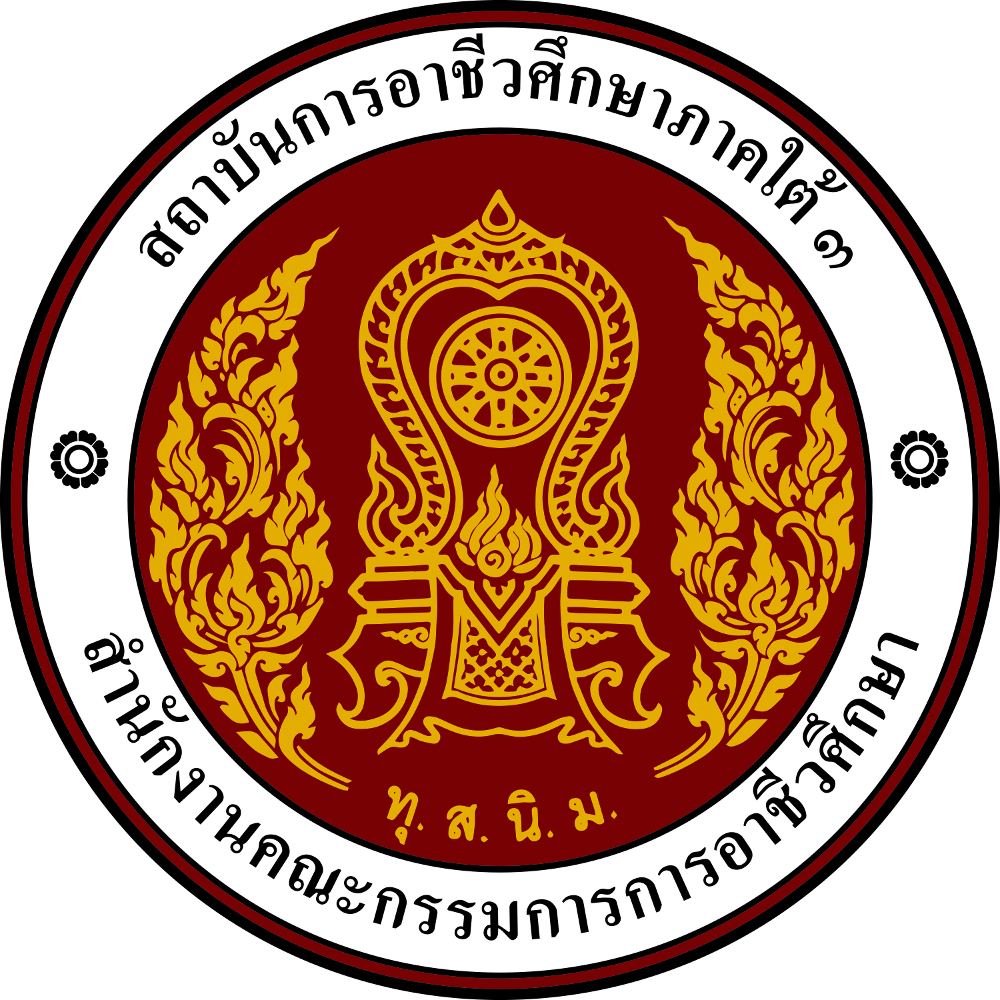 สถาบันการอาชีวศึกษาภาคใต้ ๓
ทุ. ส. นิ. ม.
สำนักงานคณะกรรมการการอาชีวศึกษา